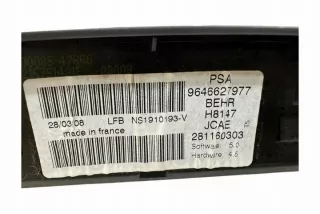 PSA
9646627977
BEHR
H8147
28/03/08 LFB NS1910193-V JCAE
made in france 281160303
Software 5.0
Hardware 4.5